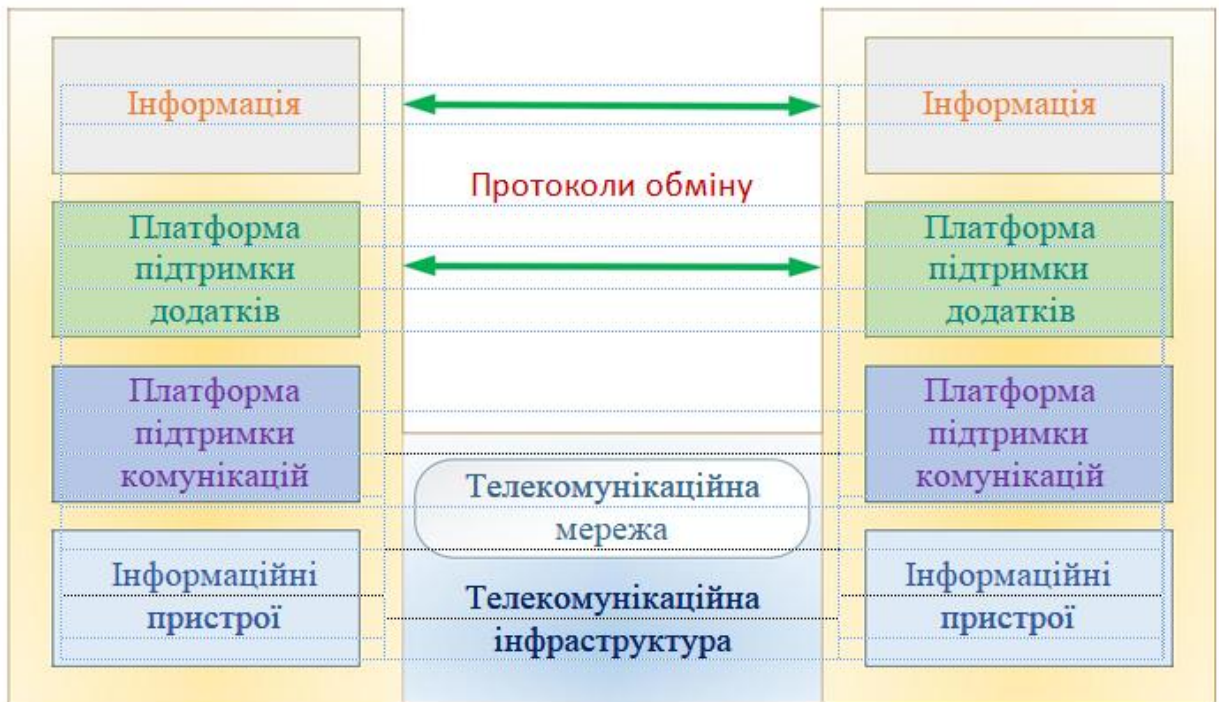 Інформація
Платформа
підтримки
додатків
Платформа
підтримки
комунікацій
Інформаційні
пристрої
Протоколи обміну
Телекомунікаційна
мережа
Телекомунікаційна
інфраструктура
Інформація
Платформа
підтримки
додатків
Платформа
підтримки
комунікацій
Інформаційні
пристрої